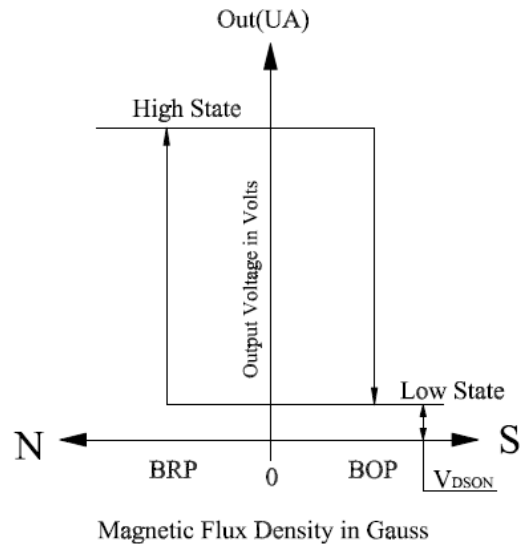 Out(UA)
High State
Output Voltage in Volts
Low State
N
S
BRP
0
BOP
VDSON
Magnetic Flux Density in Gauss